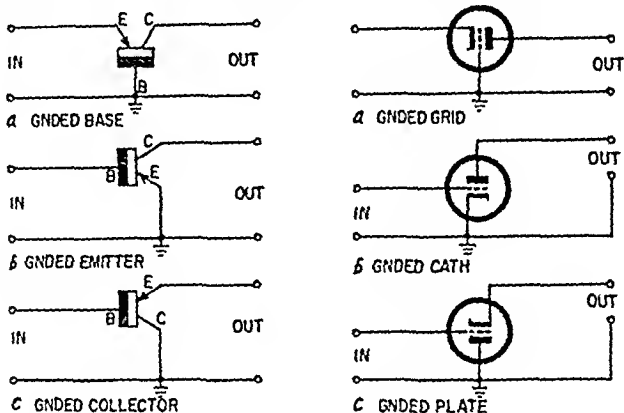 E C
IN OUT
B
a GNDED BASE
OUT
a GNDED GRID
C
B E
IN OUT
b GNDED EMITTER
OUT
IN
b GNDED CATH
E
B C
IN OUT
c GNDED COLLECTOR
OUT
IN
c GNDED PLATE